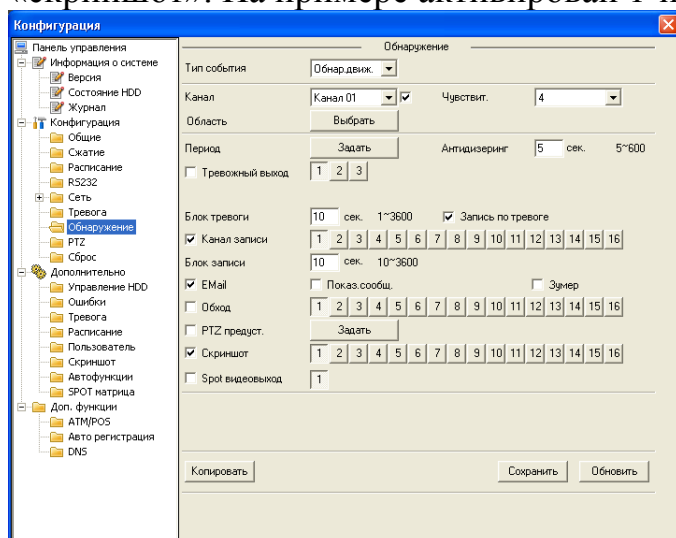 «скриншот». На примере активирован 1-й
Конфигурация
Панель управления
Информация о системе
Версия
Состояние HDD
Журнал
Конфигурация
Общие
Сжатие
Расписание
RS232
Сеть
Тревога
Обнаружение
PTZ
Сброс
Дополнительно
Управление HDD
Ошибки
Тревога
Расписание
Пользователь
Скриншот
Автофункции
SPOT матрица
Доп. функции
ATM/POS
Авто регистрация
DNS
Обнаружение
Тип события Обнар.движ.
Канал Канал 01 Чувствит. 4
Область Выбрать
Период Задать Антидизеринг 5 сек. 5~600
Тревожный выход 1 2 3
Блок тревоги 10 сек. 1~3600 Запись по тревоге
Канал записи 1 2 3 4 5 6 7 8 9 10 11 12 13 14 15 16
Блок записи 10 сек. 10~3600
EMail Показ.сообщ. Зумер
Обход 1 2 3 4 5 6 7 8 9 10 11 12 13 14 15 16
PTZ предуст. Задать
Скриншот 1 2 3 4 5 6 7 8 9 10 11 12 13 14 15 16
Spot видеовыход 1
Копировать Сохранить Обновить